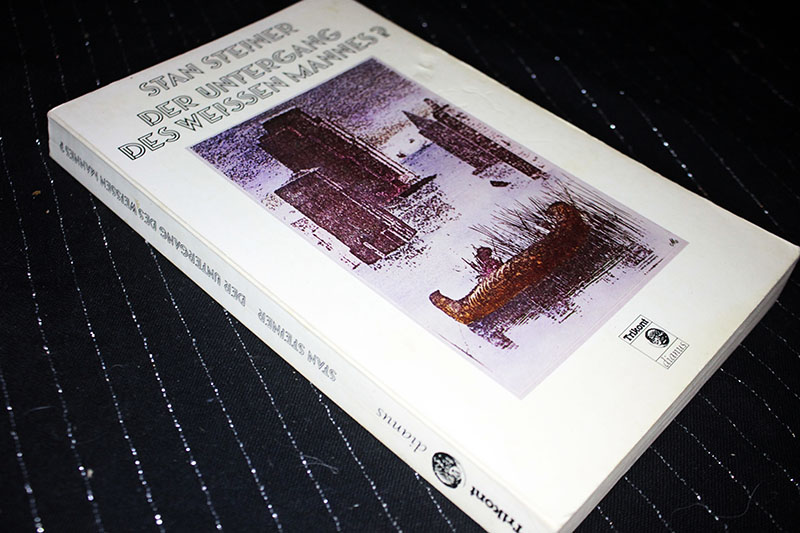 STAN STEINER
DER UNTERGANG
DES WEISSEN MANNES?
Trikont
dianus
STAN STEINER DER UNTERGANG DES WEISSEN MANNES?
dianus
Trikont